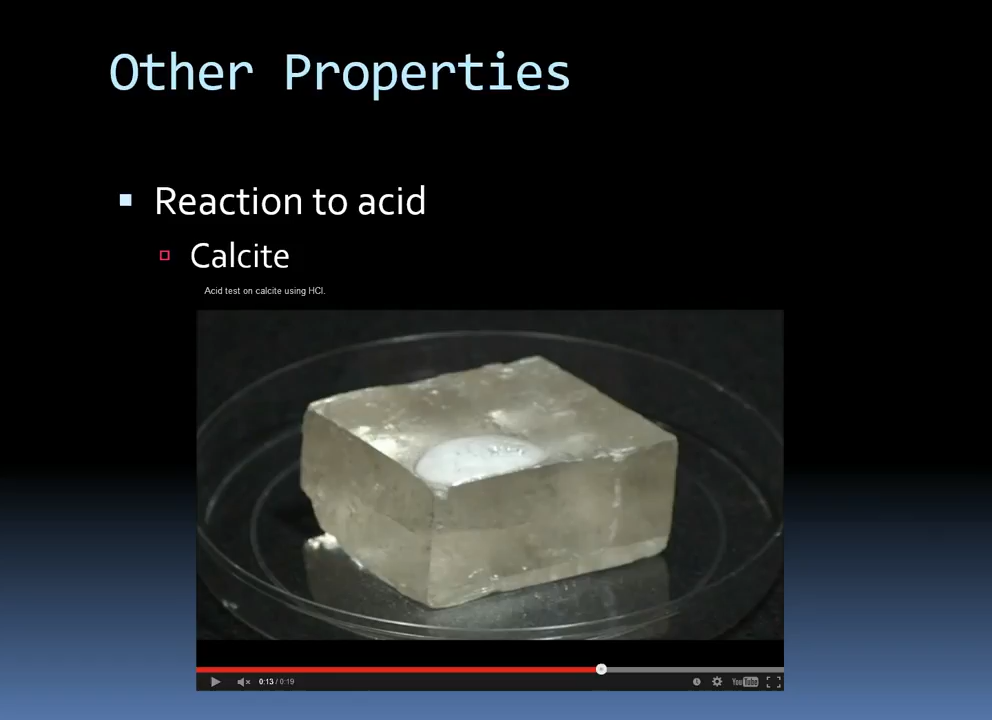 Other Properties
Reaction to acid
Calcite
Acid test on calcite using HCl.
0:13 / 0:19
YouTube